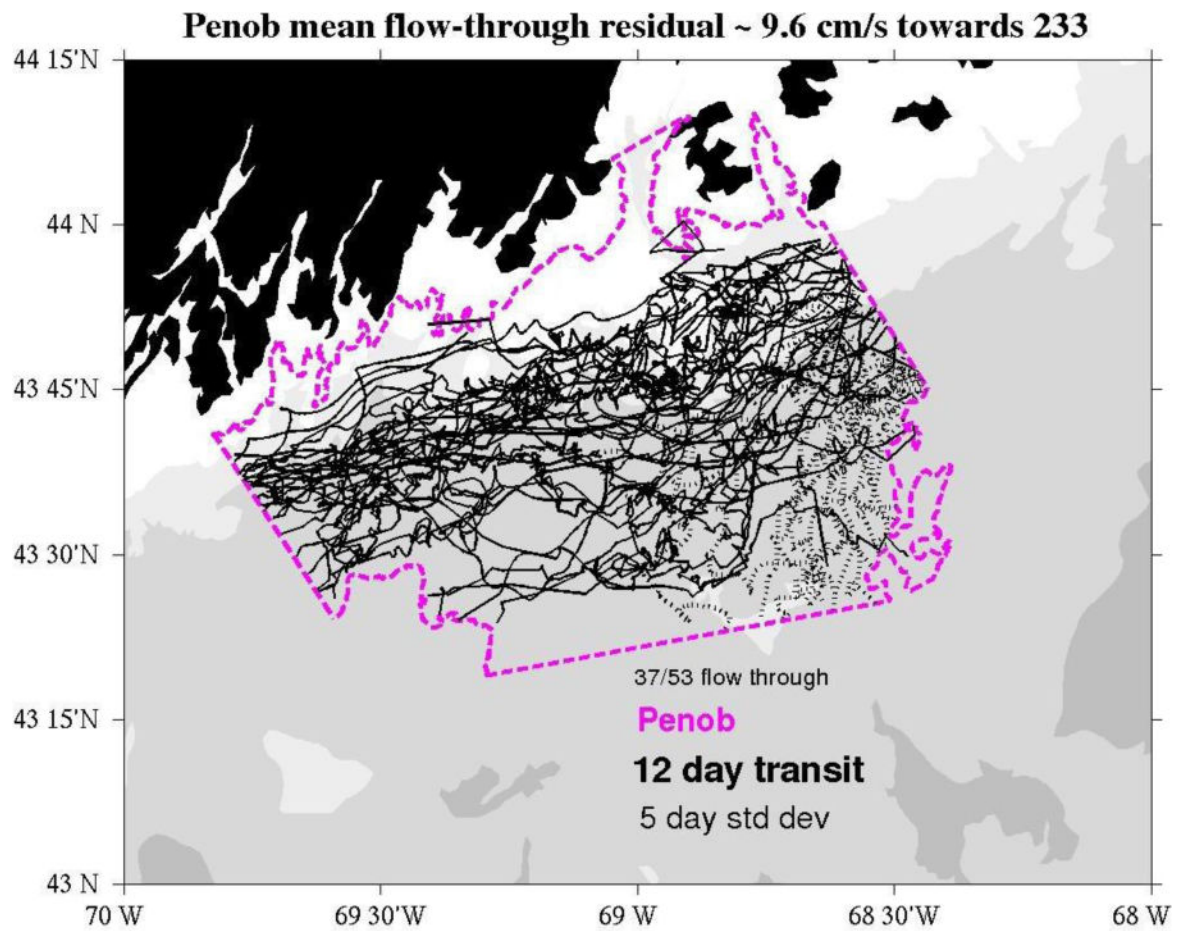 Penob mean flow-through residual ~ 9.6 cm/s towards 233
44 15'N
44 N
43 45'N
43 30'N
37/53 flow through
43 15'N
Penob
12 day transit
5 day std dev
43 N
70 W
69 30'W
69 W
68 30'W
68 W